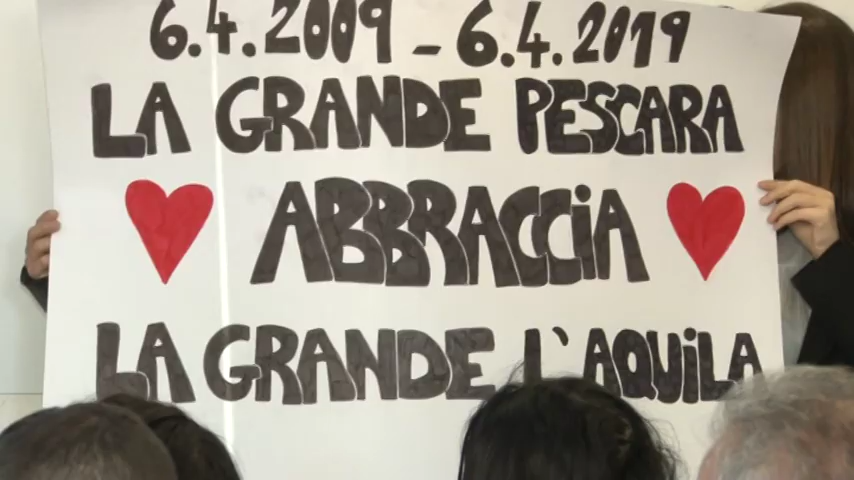 6.4.2009 - 6.4.2019
LA GRANDE PESCARA
ABBRACCiA
LA GRANDE L'AQUiLA